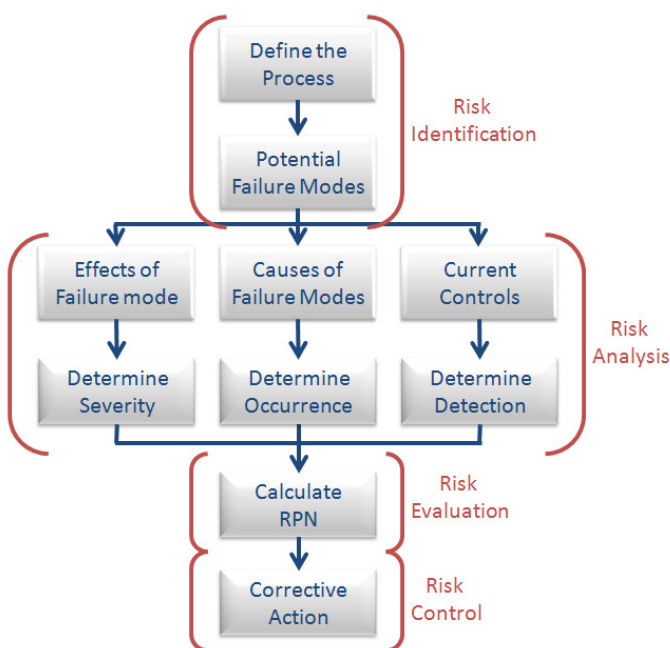 Define the
Process
Risk
Identification
Potential
Failure Modes
Effects of
Failure mode
Causes of
Failure Modes
Current
Controls
Risk
Analysis
Determine
Severity
Determine
Occurrence
Determine
Detection
Calculate
RPN
Risk
Evaluation
Corrective
Action
Risk
Control